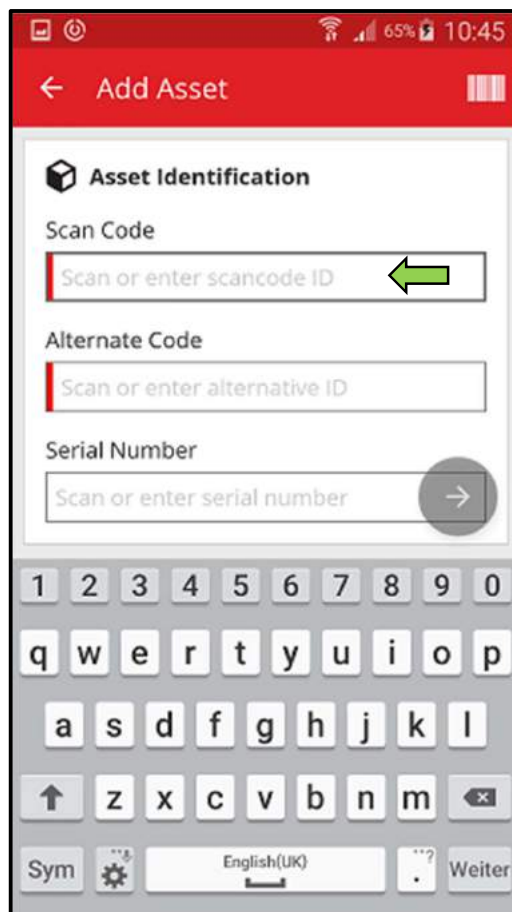 65% 10:45
Add Asset
Asset Identification
Scan Code
Scan or enter scancode ID
Alternate Code
Scan or enter alternative ID
Serial Number
Scan or enter serial number
1 2 3 4 5 6 7 8 9 0
q w e r t y u i o p
a s d f g h j k l
z x c v b n m
Sym English(UK) . ? Weiter